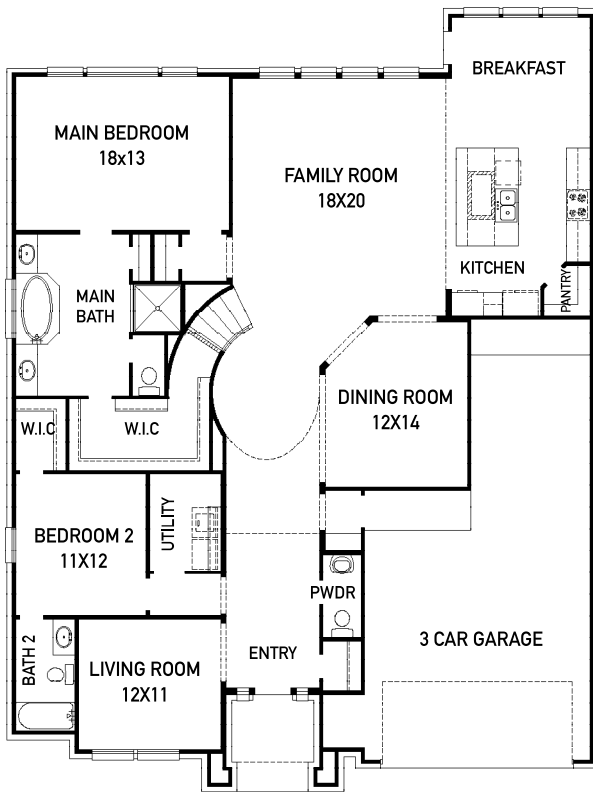 BREAKFAST
MAIN BEDROOM
18x13
FAMILY ROOM
18X20
KITCHEN
PANTRY
MAIN
BATH
DINING ROOM
12X14
W.I.C
W.I.C
BEDROOM 2
11X12
UTILITY
PWDR
3 CAR GARAGE
ENTRY
BATH 2
LIVING ROOM
12X11